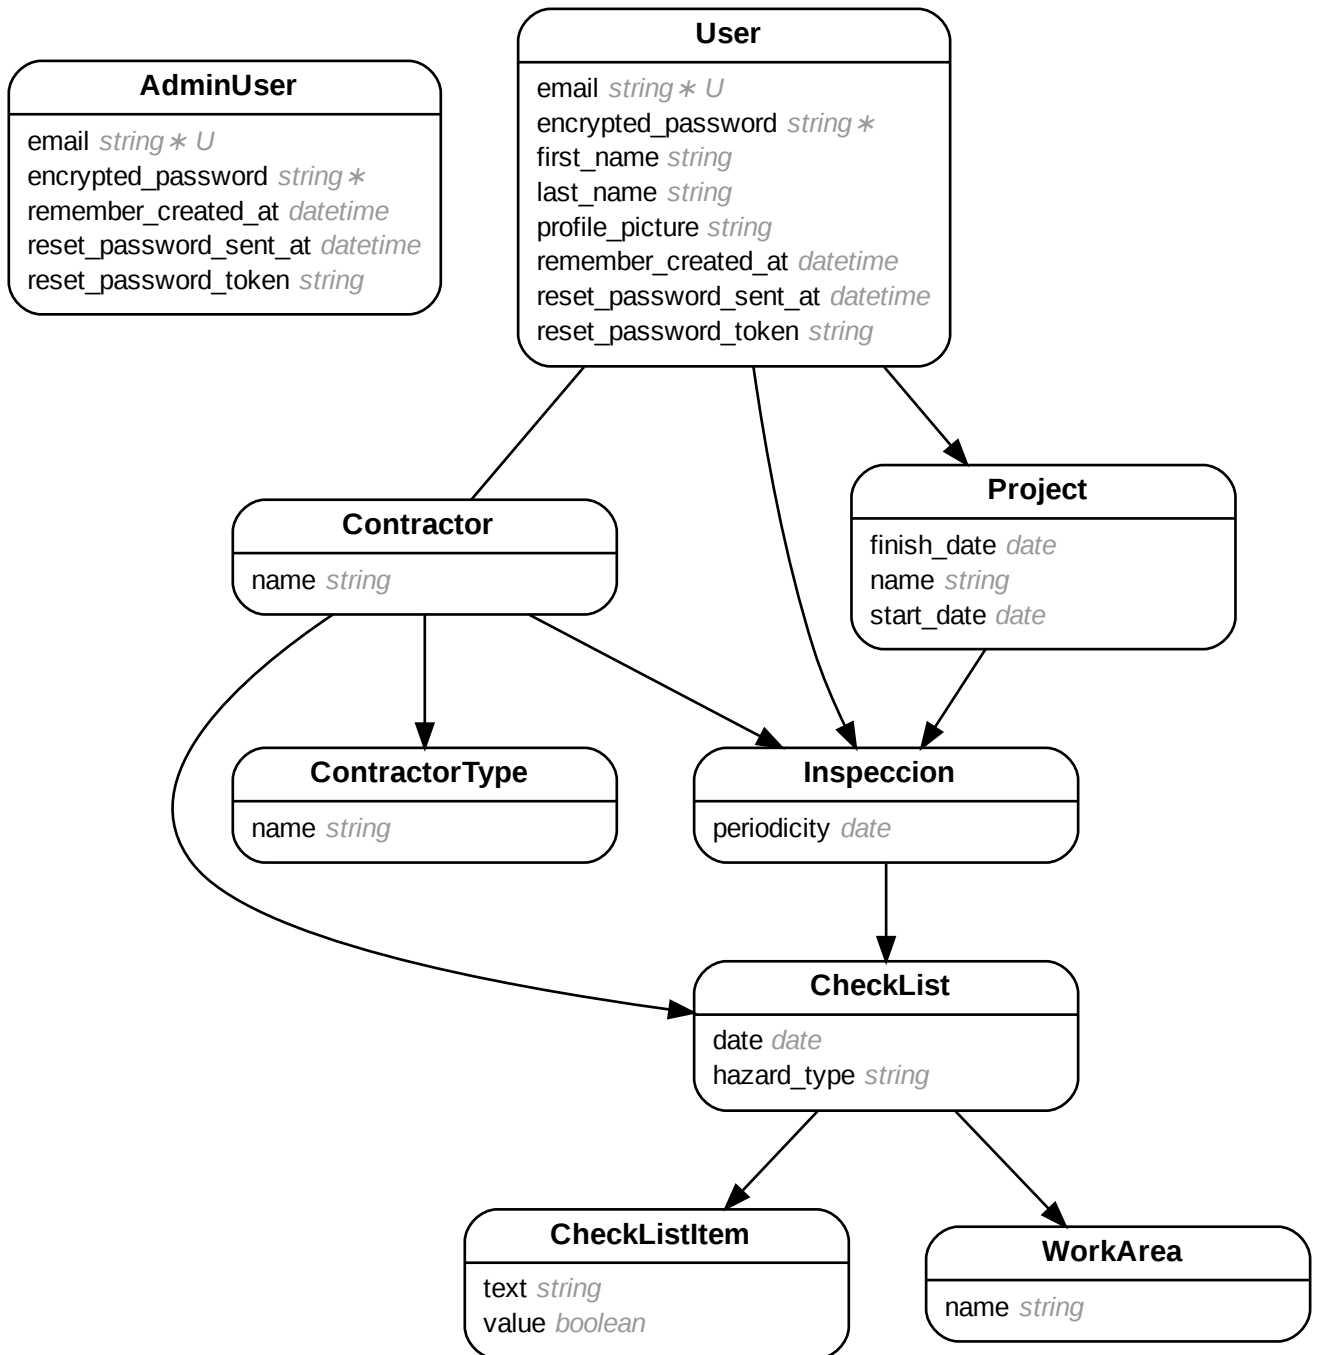 User
email string∗ U
encrypted_password string∗
first_name string
last_name string
profile_picture string
remember_created_at datetime
reset_password_sent_at datetime
reset_password_token string
AdminUser
email string∗ U
encrypted_password string∗
remember_created_at datetime
reset_password_sent_at datetime
reset_password_token string
Project
finish_date date
name string
start_date date
Contractor
name string
ContractorType
name string
Inspeccion
periodicity date
CheckList
date date
hazard_type string
CheckListItem
text string
value boolean
WorkArea
name string